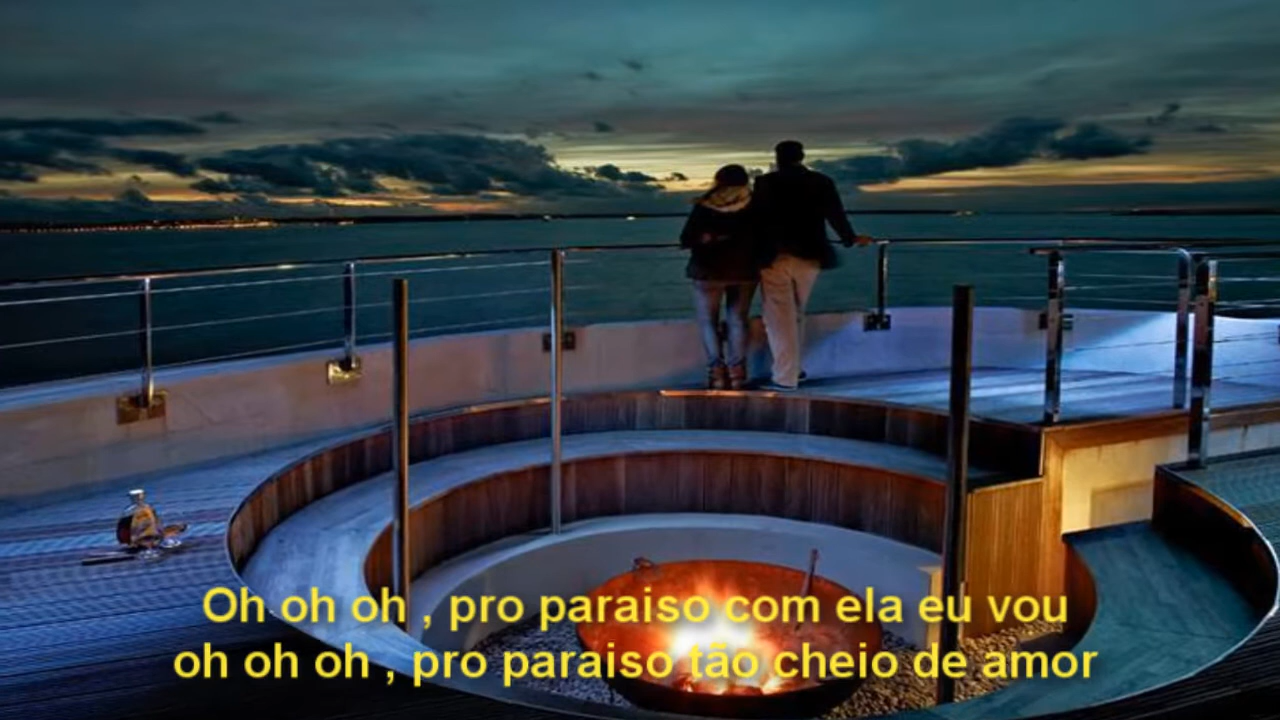 Oh oh oh , pro paraiso com ela eu vou
oh oh oh , pro paraiso tão cheio de amor